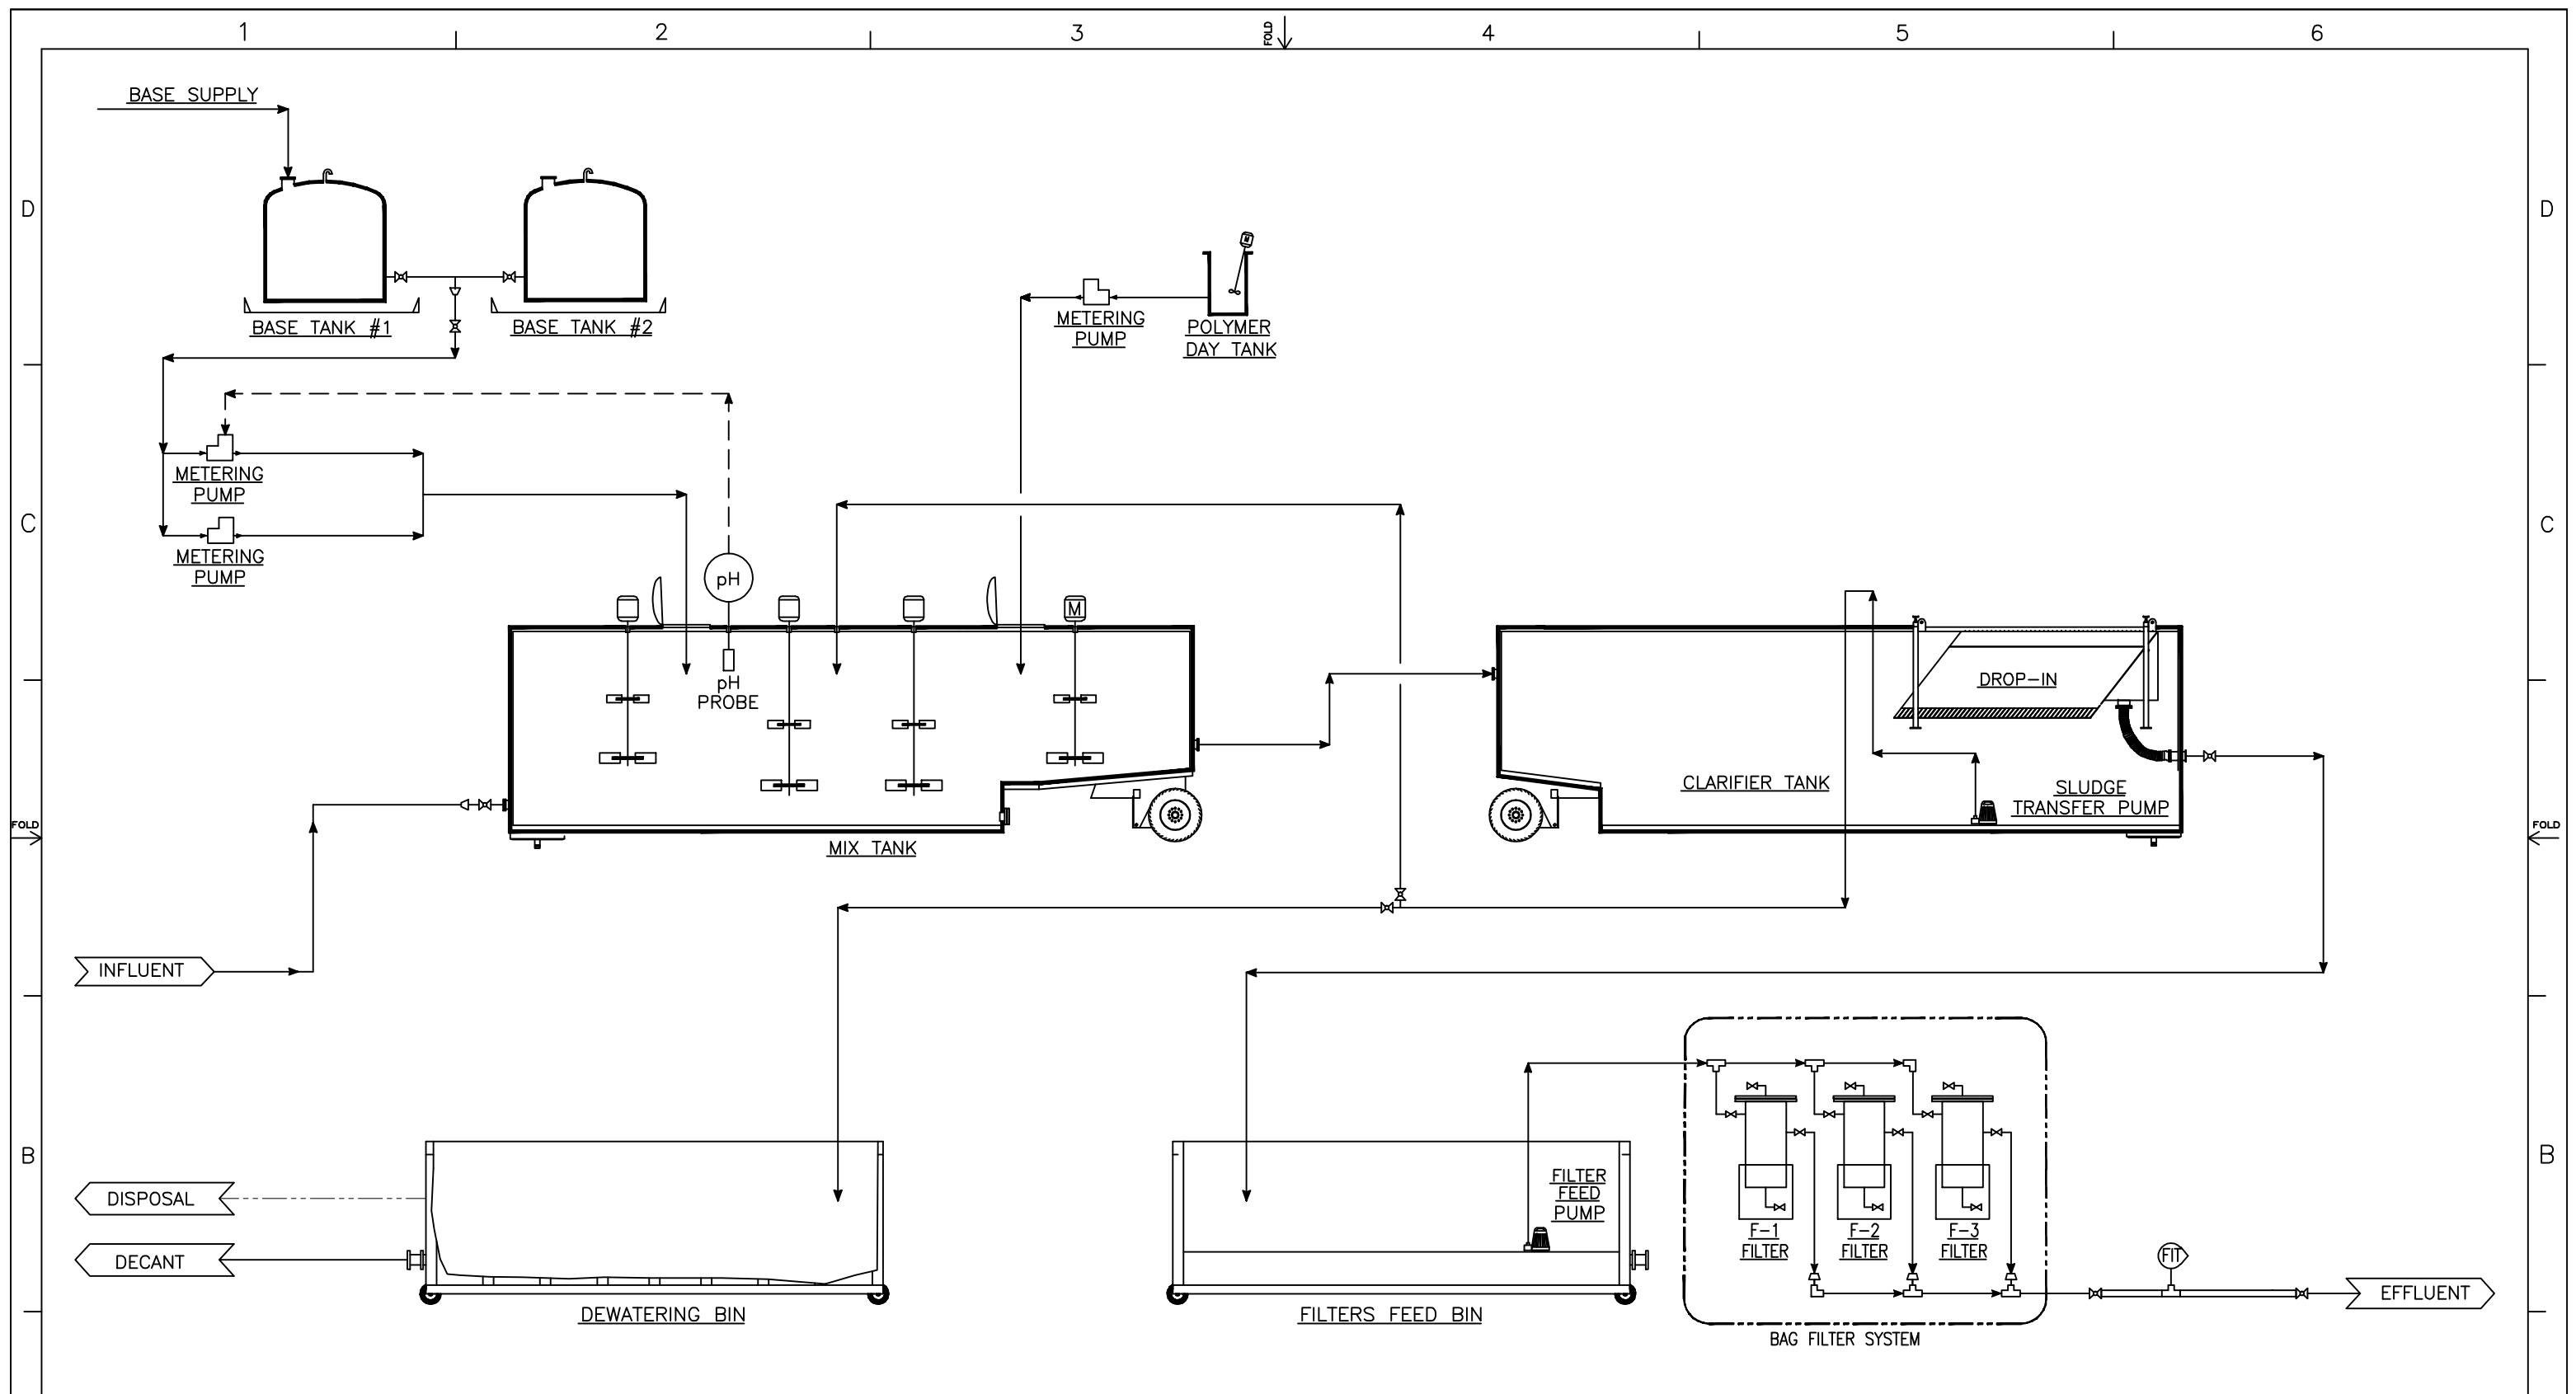 1
2
3
FOLD
4
5
6
BASE SUPPLY
D
D
BASE TANK #1
BASE TANK #2
METERING
PUMP
M
POLYMER
DAY TANK
METERING
PUMP
METERING
PUMP
C
C
pH
pH
PROBE
M
DROP-IN
CLARIFIER TANK
SLUDGE
TRANSFER PUMP
FOLD
FOLD
MIX TANK
INFLUENT
B
B
DISPOSAL
DECANT
DEWATERING BIN
FILTER
FEED
PUMP
FILTERS FEED BIN
F-1
FILTER
F-2
FILTER
F-3
FILTER
BAG FILTER SYSTEM
FIT
EFFLUENT